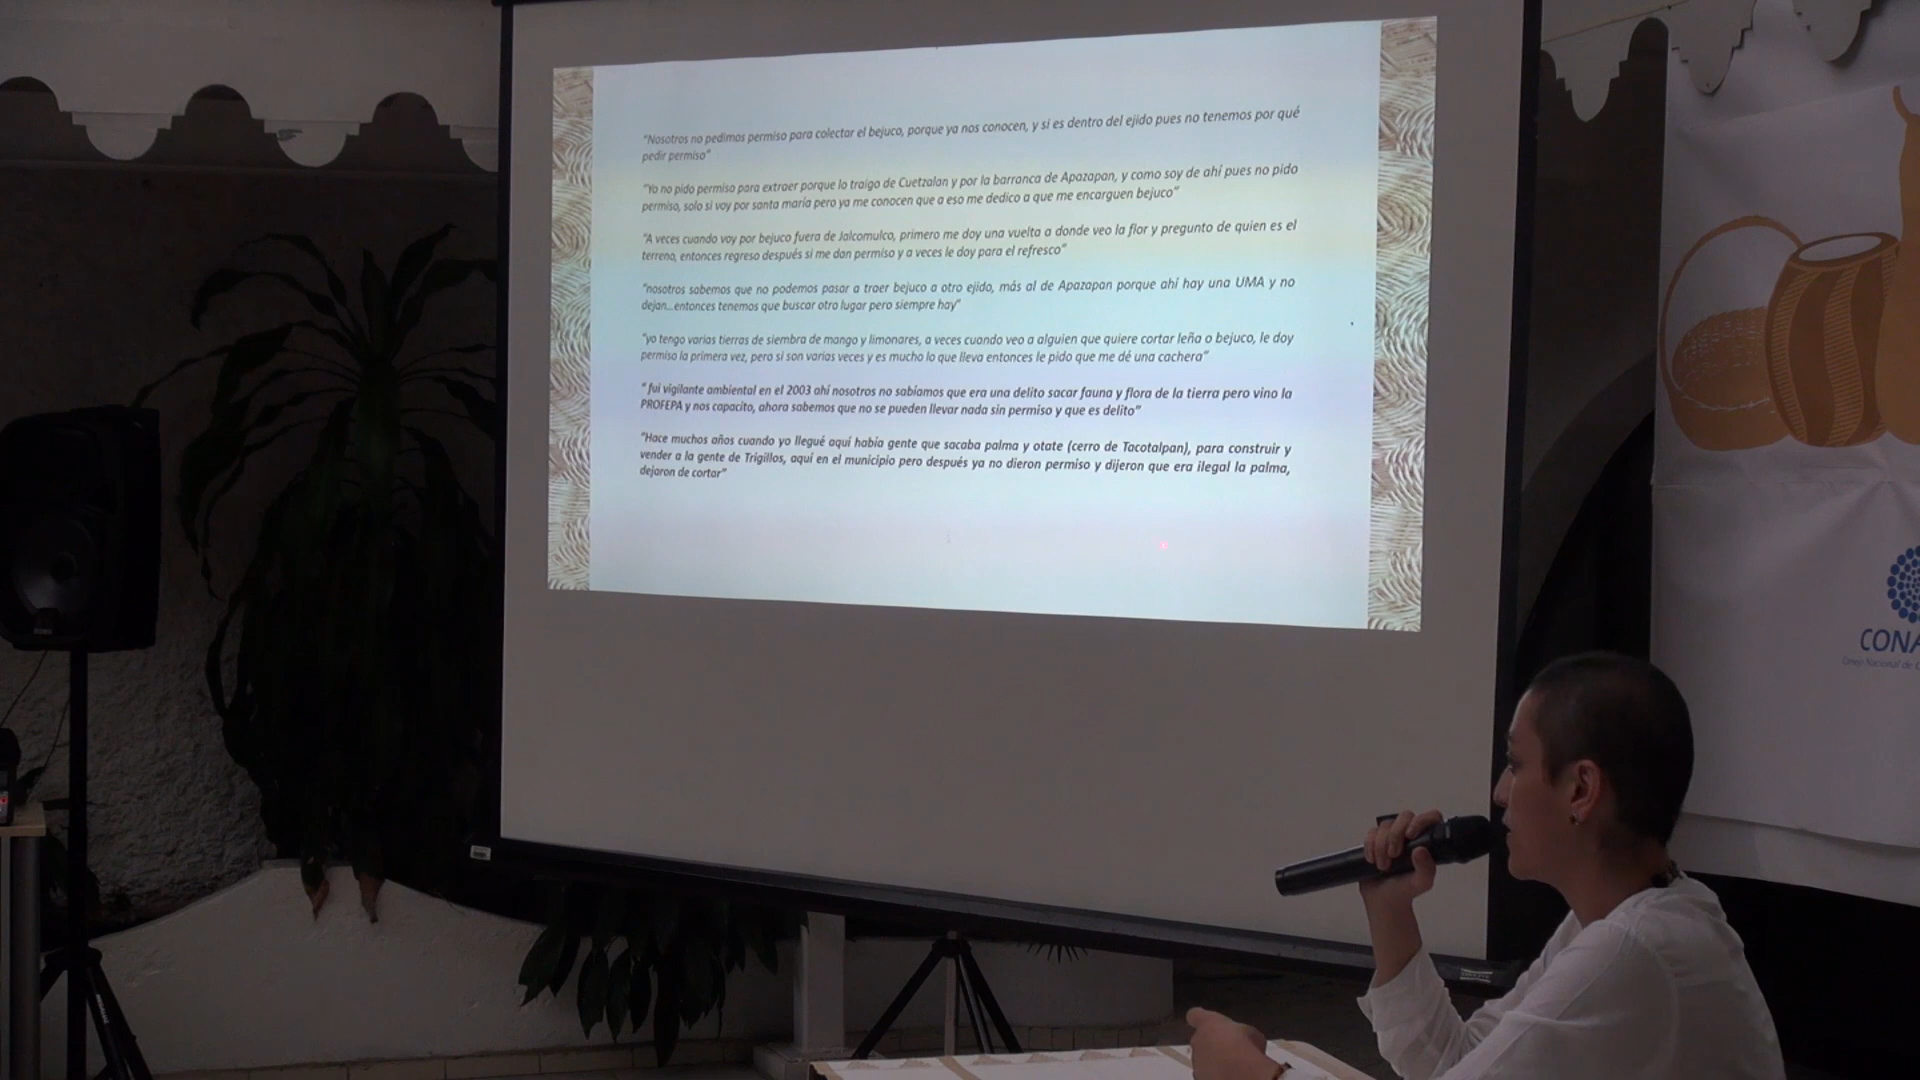 "Nosotros no pedimos permiso para colectar el bejuco, porque ya nos conocen, y si es dentro del ejido pues no tenemos por qué
pedir permiso"
"Yo no pido permiso para extraer porque lo traigo de Cuetzalan y por la barranca de Apazapan, y como soy de ahí pues no pido
permiso, solo si voy por santa maría pero ya me conocen que a eso me dedico a que me encarguen bejuco"
"A veces cuando voy por bejuco fuera de Jalcomulco, primero me doy una vuelta a donde veo la flor y pregunto de quien es el
terreno, entonces regreso después si me dan permiso y a veces le doy para el refresco"
"nosotros sabemos que no podemos pasar a traer bejuco a otro ejido, más al de Apazapan porque ahí hay una UMA y no
dejan...entonces tenemos que buscar otro lugar pero siempre hay"
"yo tengo varias tierras de siembra de mango y limonares, a veces cuando veo a alguien que quiere cortar leña o bejuco, le doy
permiso la primera vez, pero si son varias veces y es mucho lo que lleva entonces le pido que me dé una cachera"
" fui vigilante ambiental en el 2003 ahí nosotros no sabíamos que era una delito sacar fauna y flora de la tierra pero vino la
PROFEPA y nos capacito, ahora sabemos que no se pueden llevar nada sin permiso y que es delito"
"Hace muchos años cuando yo llegué aquí había gente que sacaba palma y otate (cerro de Tacotalpan), para construir y
vender a la gente de Trigillos, aquí en el municipio pero después ya no dieron permiso y dijeron que era ilegal la palma,
dejaron de cortar"
CONA
Nacional de